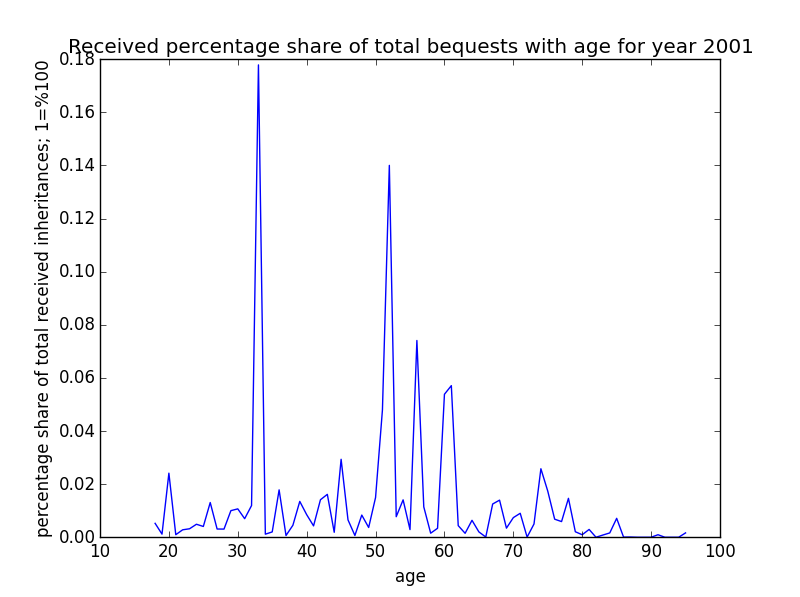 Received percentage share of total bequests with age for year 2001
percentage share of total received inheritances; 1=%100
0.18
0.16
0.14
0.12
0.10
0.08
0.06
0.04
0.02
0.00
10 20 30 40 50 60 70 80 90 100
age